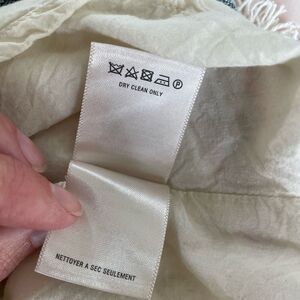 P
DRY CLEAN ONLY
NETTOYER A SEC SEULEMENT